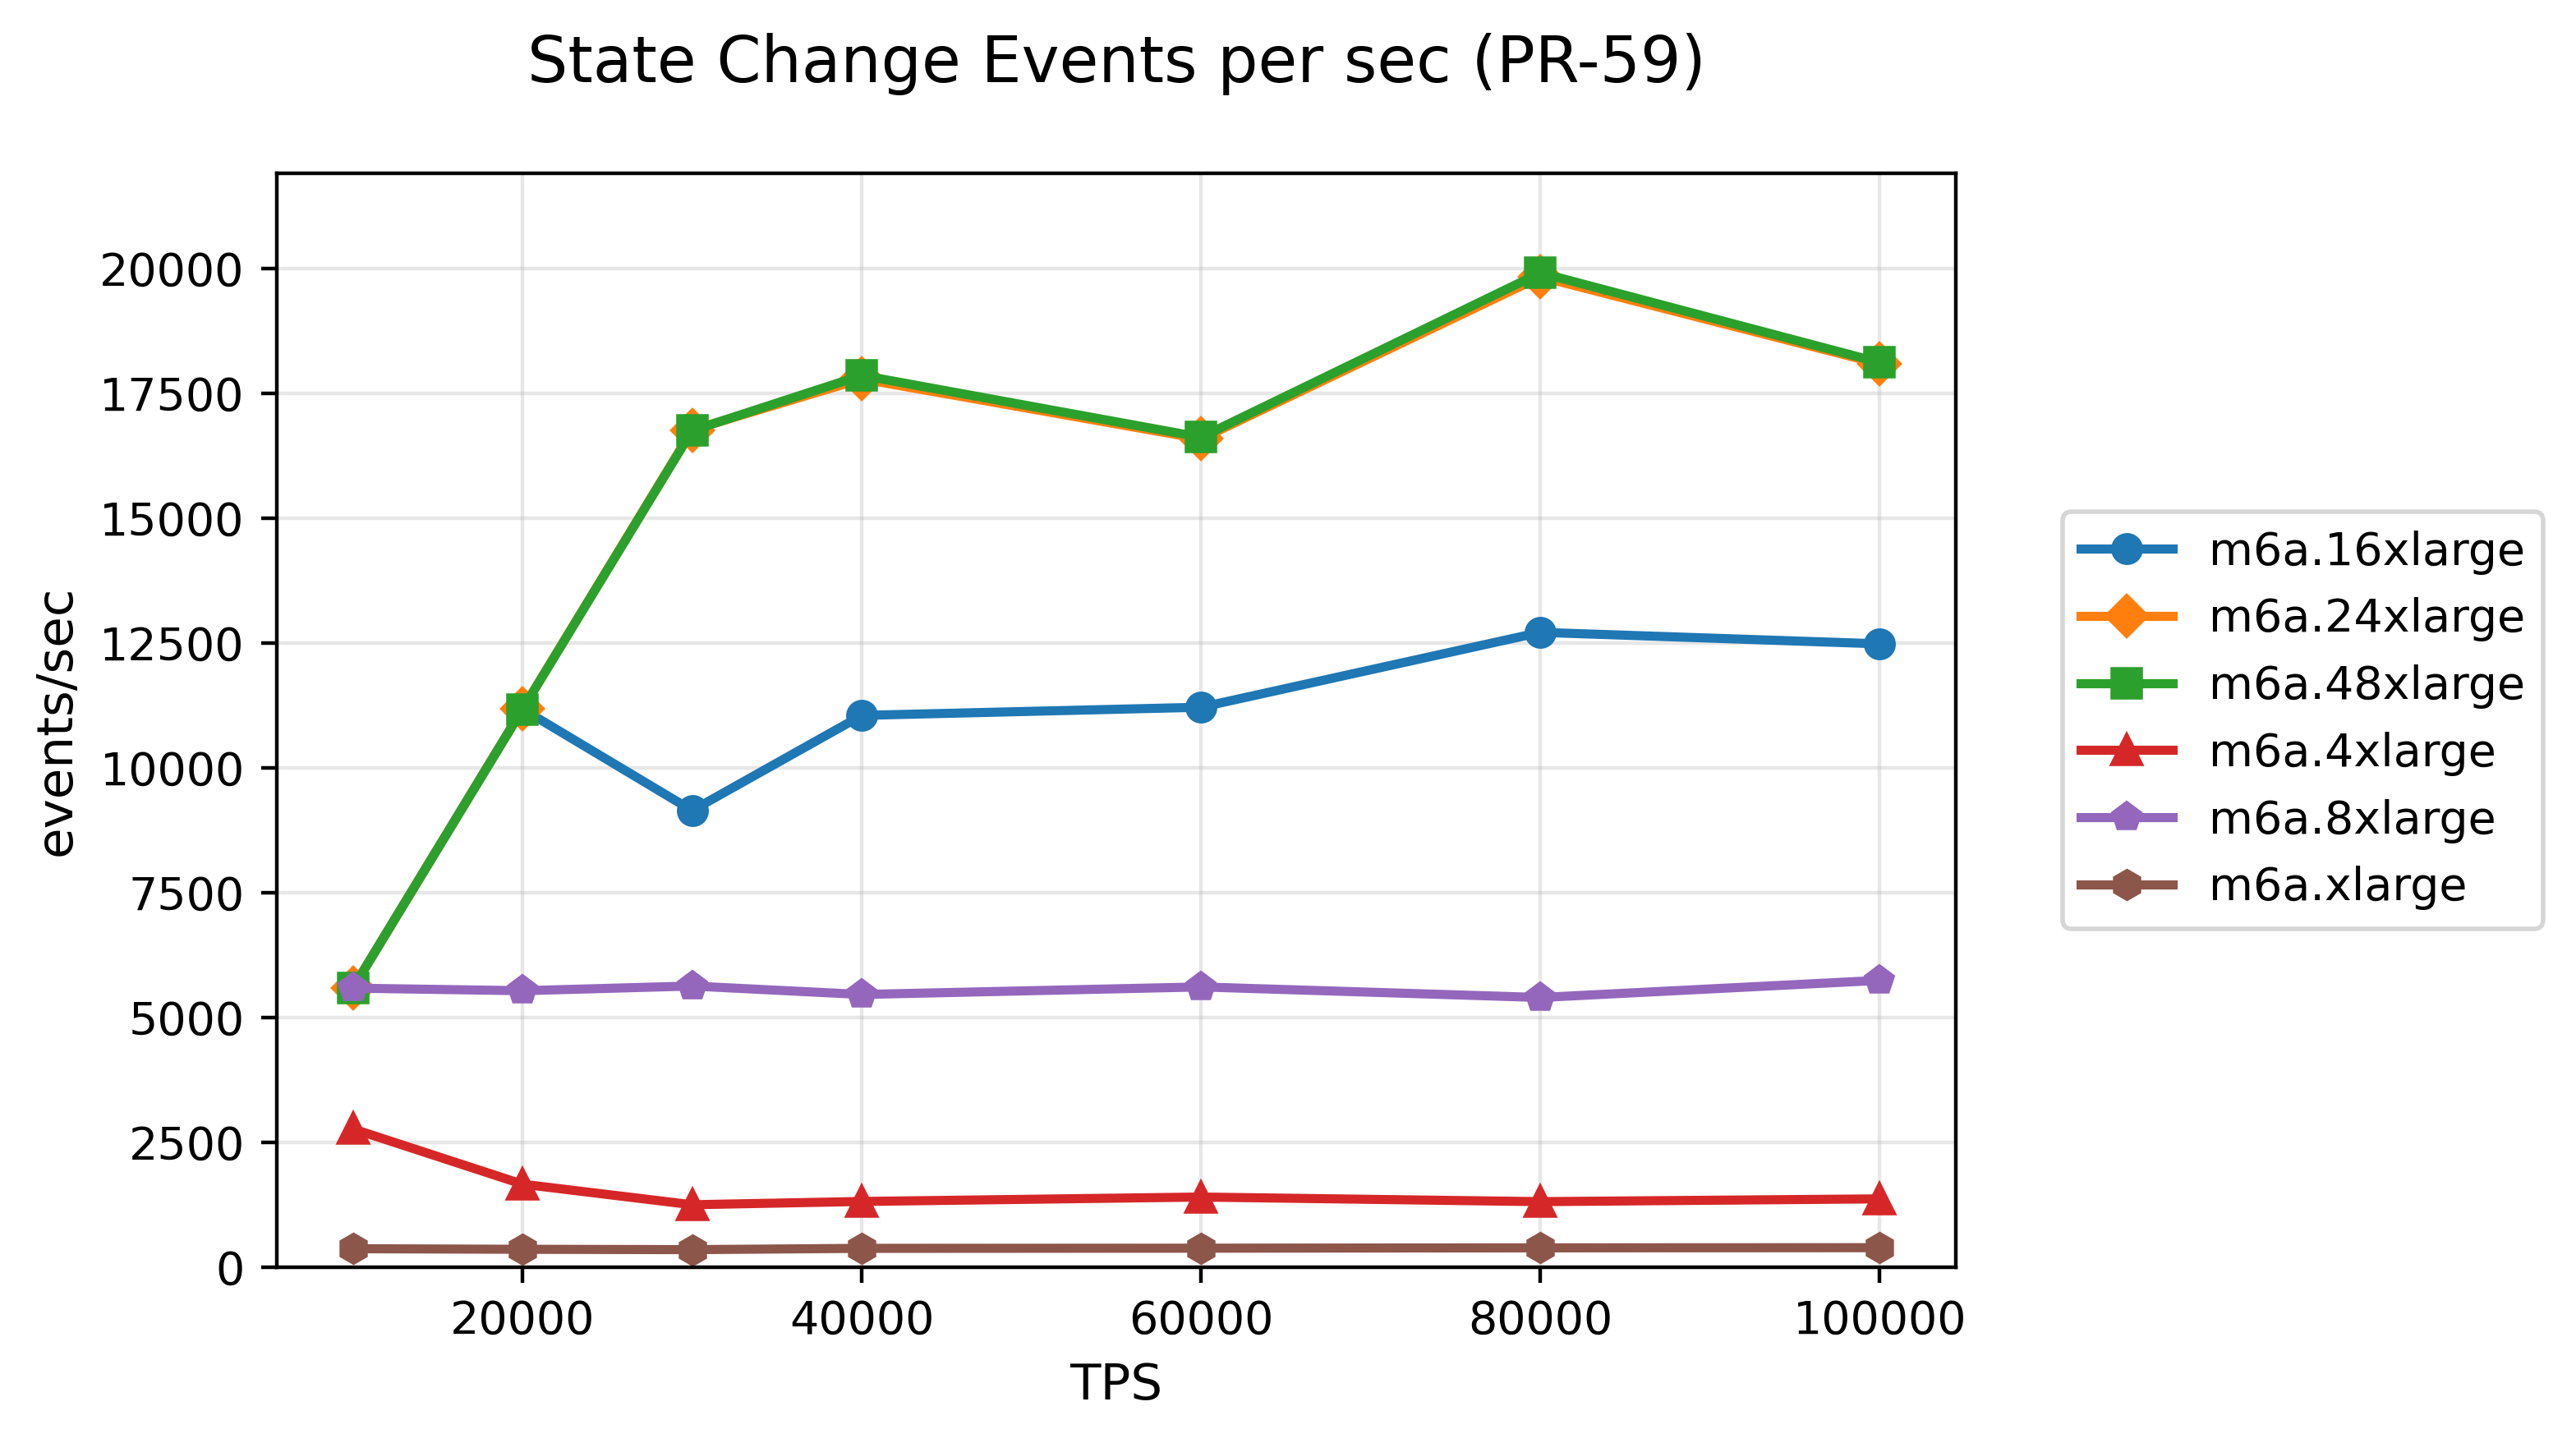 State Change Events per sec (PR-59)
20000
17500
15000
12500
10000
7500
5000
2500
0
events/sec
20000 40000 60000 80000 100000
TPS
m6a.16xlarge
m6a.24xlarge
m6a.48xlarge
m6a.4xlarge
m6a.8xlarge
m6a.xlarge